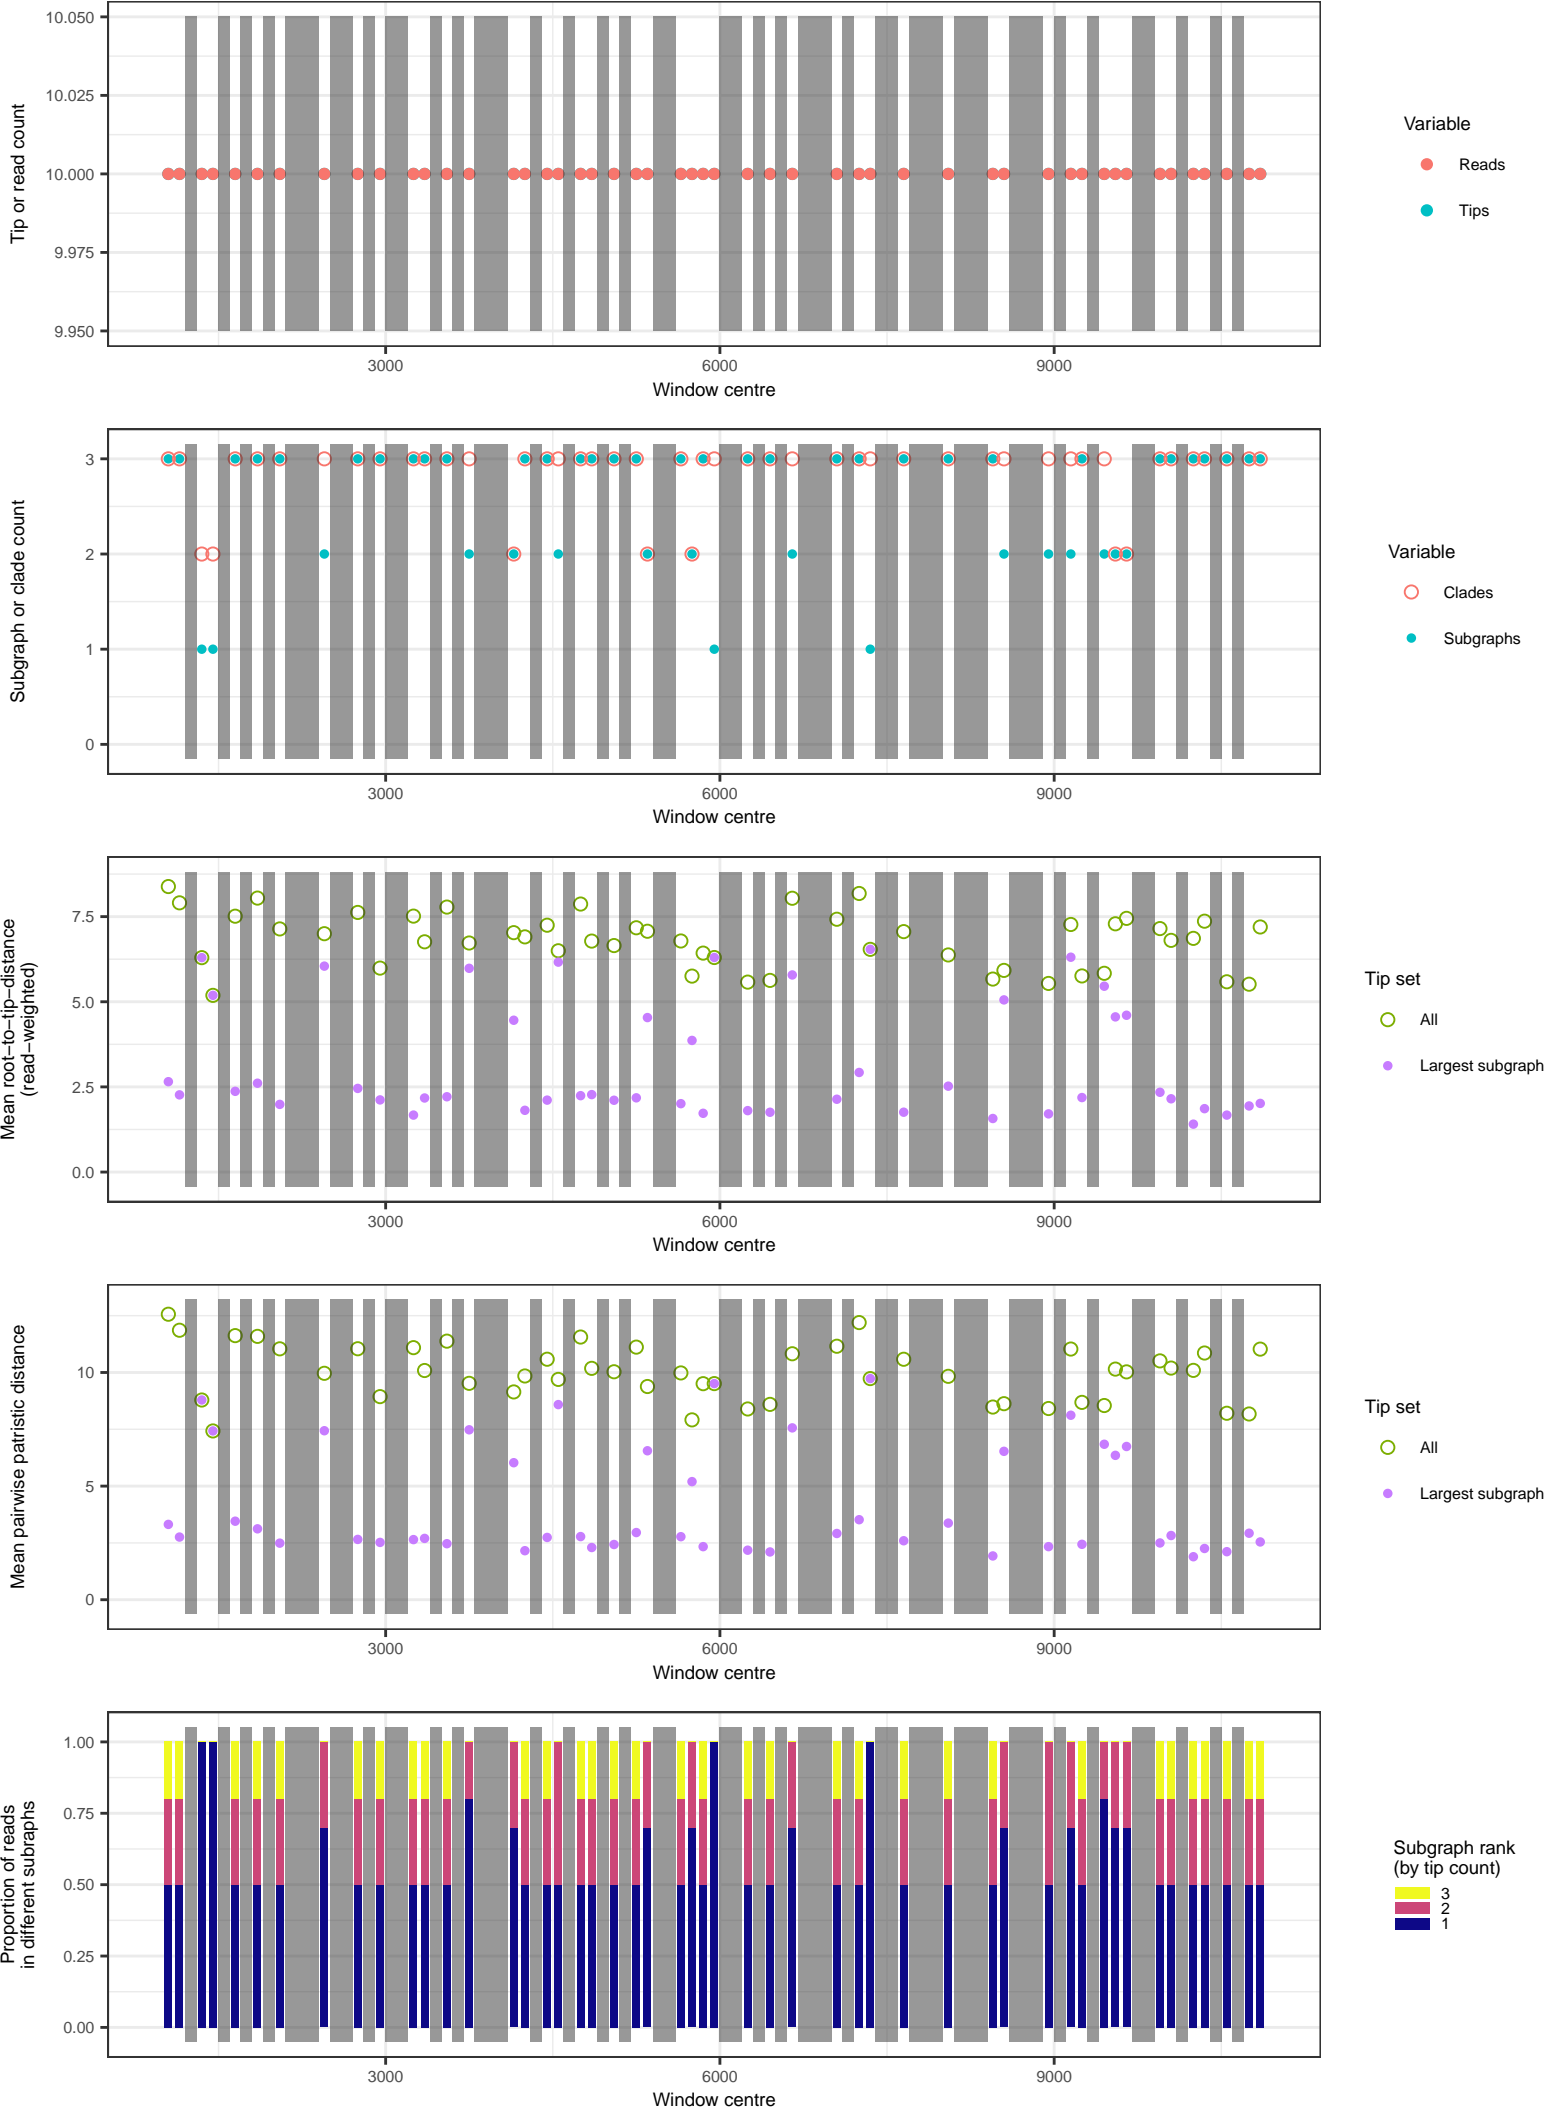 10.050
10.025
10.000
9.975
9.950
Tip or read count
3000
6000
9000
Window centre
Variable
Reads
Tips
3
2
1
0
Subgraph or clade count
3000
6000
9000
Window centre
Variable
Clades
Subgraphs
7.5
5.0
2.5
0.0
Mean root−to−tip−distance
(read−weighted)
3000
6000
9000
Window centre
Tip set
All
Largest subgraph
10
5
0
Mean pairwise patristic distance
3000
6000
9000
Window centre
Tip set
All
Largest subgraph
1.00
0.75
0.50
0.25
0.00
Proportion of reads
in different subraphs
3000
6000
9000
Window centre
Subgraph rank
(by tip count)
3
2
1